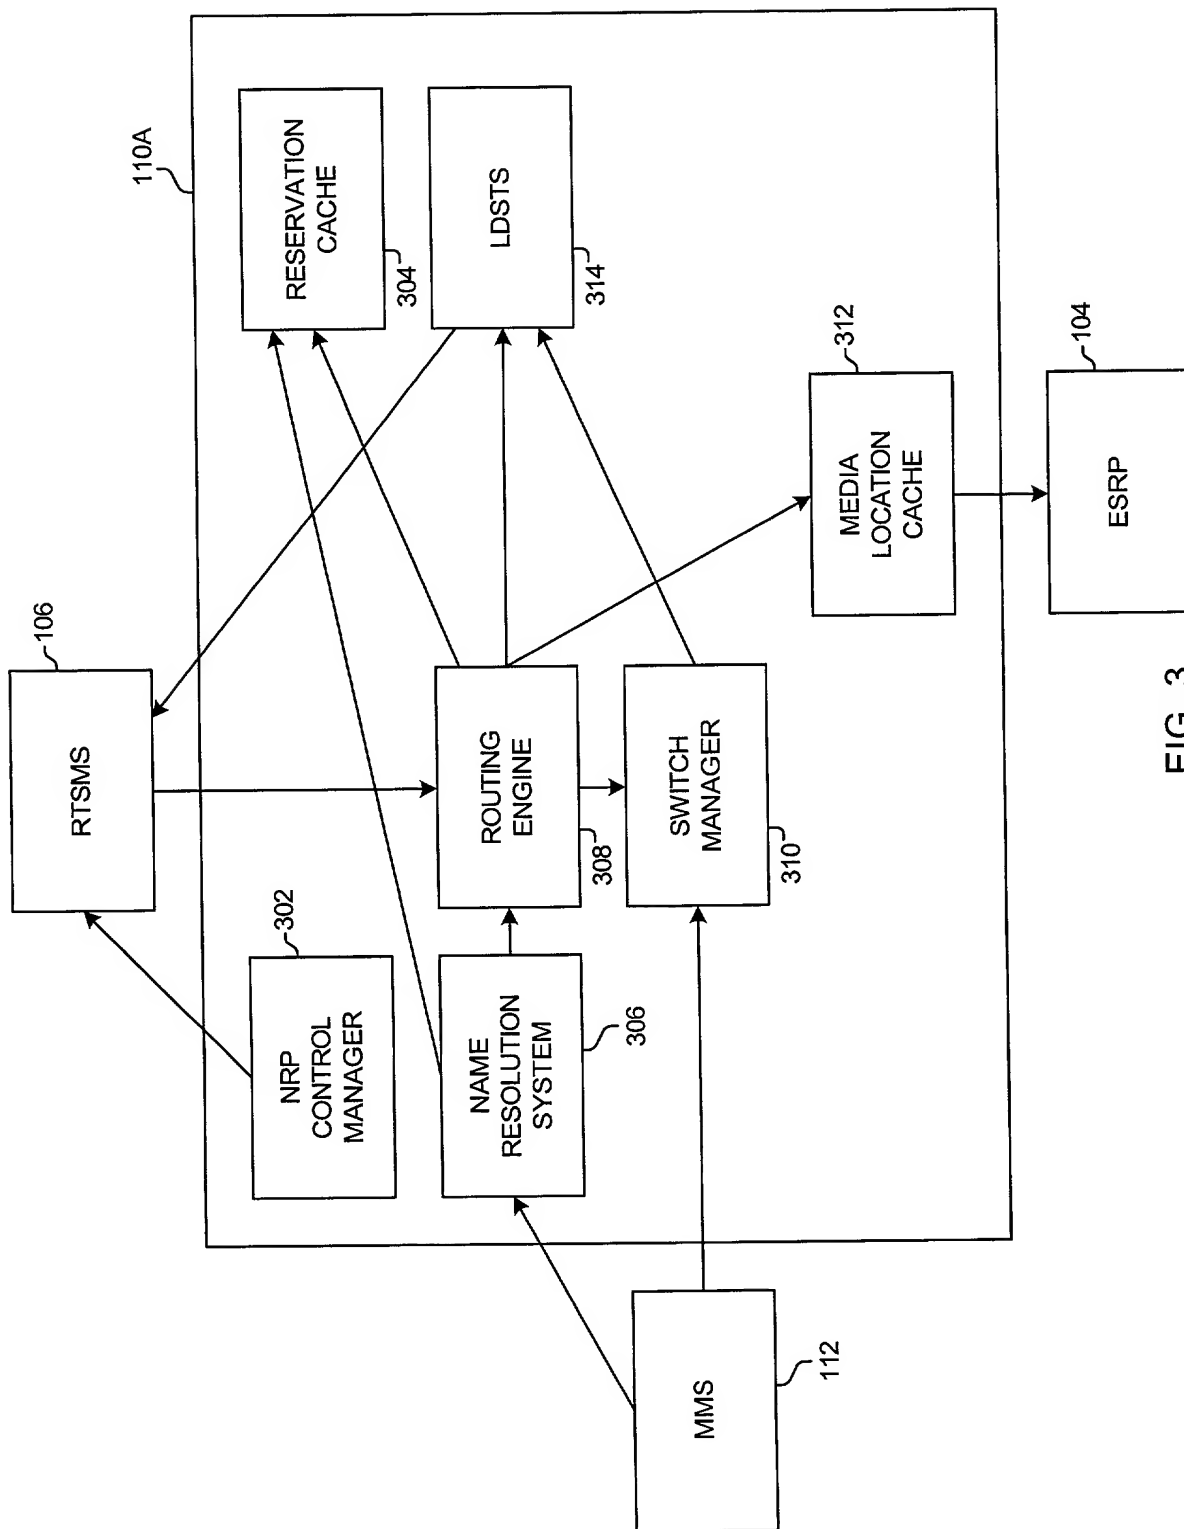 110A
RESERVATION
CACHE
304
LDSTS
314
312
MEDIA
LOCATION
CACHE
104
ESRP
106
RTSMS
ROUTING
ENGINE
308
SWITCH
MANAGER
310
302
NRP
CONTROL
MANAGER
NAME
RESOLUTION
SYSTEM
306
MMS
112
FIG. 3